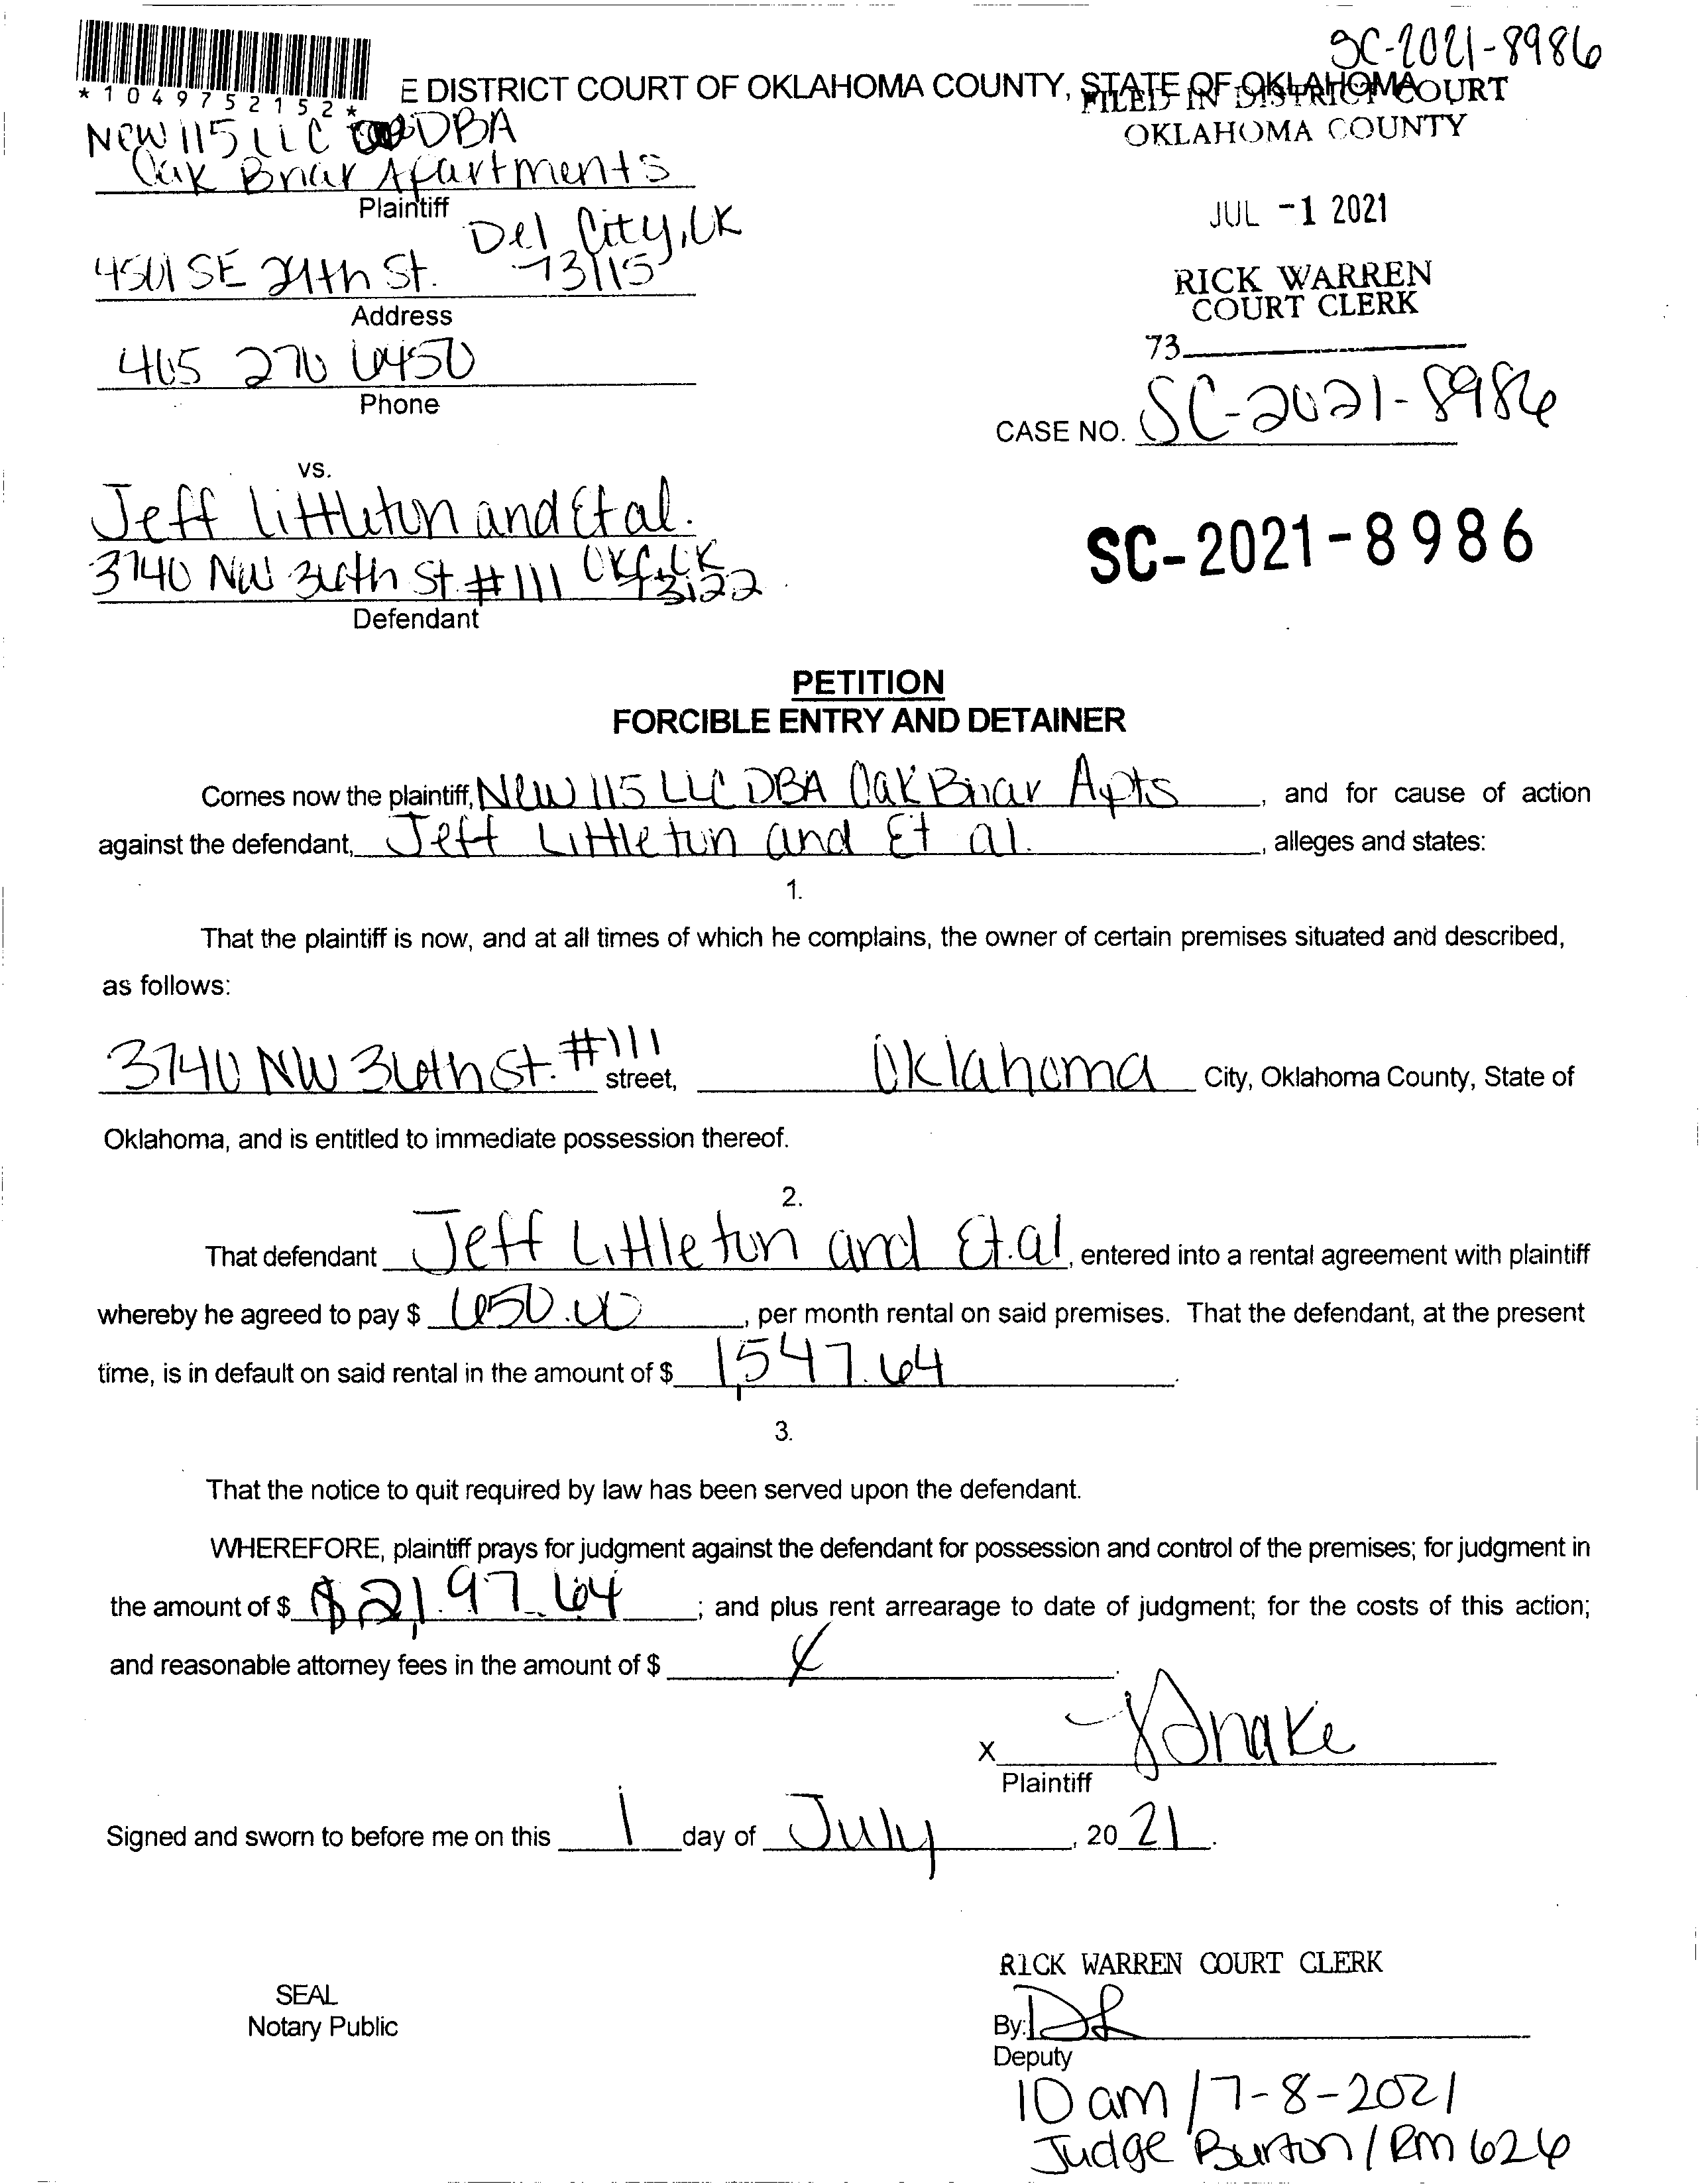 SC-2021-8986
*1049752152*
E DISTRICT COURT OF OKLAHOMA COUNTY, STATE OF OKLAHOMA
FILED IN DISTRICT COURT
OKLAHOMA COUNTY
New 115 LLC DBA
Oak Briar Apartments
Plaintiff
JUL -1 2021
Del City, OK
4501 SE 24th St. 73115
Address
RICK WARREN
COURT CLERK
73
405 270 6450
Phone
CASE NO. SC-2021-8986
vs.
Jeff Littleton and Et al.
3740 NW 36th St. #111 OKC, OK 73122
Defendant
SC-2021-8986
PETITION
FORCIBLE ENTRY AND DETAINER
Comes now the plaintiff, New 115 LLC DBA Oak Briar Apts, and for cause of action
against the defendant, Jeff Littleton and Et al., alleges and states:
1.
That the plaintiff is now, and at all times of which he complains, the owner of certain premises situated and described,
as follows:
3740 NW 36th St. #111 street, Oklahoma City, Oklahoma County, State of
Oklahoma, and is entitled to immediate possession thereof.
2.
That defendant Jeff Littleton and Et. al, entered into a rental agreement with plaintiff
whereby he agreed to pay $ 650.00, per month rental on said premises. That the defendant, at the present
time, is in default on said rental in the amount of $ 1,547.64.
3.
That the notice to quit required by law has been served upon the defendant.
WHEREFORE, plaintiff prays for judgment against the defendant for possession and control of the premises; for judgment in
the amount of $ $2,197.64; and plus rent arrearage to date of judgment; for the costs of this action;
and reasonable attorney fees in the amount of $
x
Plaintiff
Signed and sworn to before me on this 1 day of July, 20 21.
RICK WARREN COURT CLERK
SEAL
Notary Public
By:
Deputy
10 am / 7-8-2021
Judge Burton / Rm 626